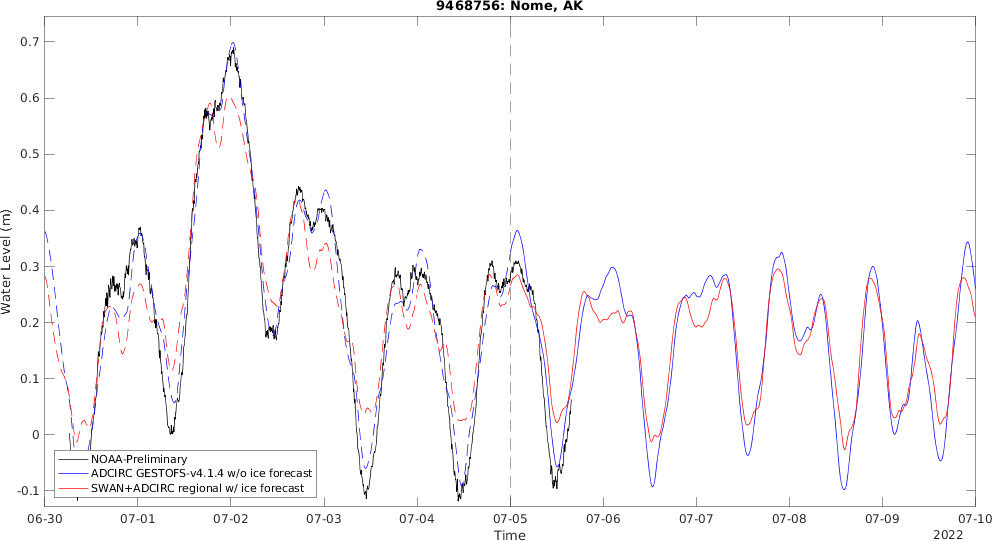 9468756: Nome, AK
Water Level (m)
0.7
0.6
0.5
0.4
0.3
0.2
0.1
0
-0.1
NOAA-Preliminary
ADCIRC GESTOFS-v4.1.4 w/o ice forecast
SWAN+ADCIRC regional w/ ice forecast
06-30 07-01 07-02 07-03 07-04 07-05 07-06 07-07 07-08 07-09 07-10
Time
2022